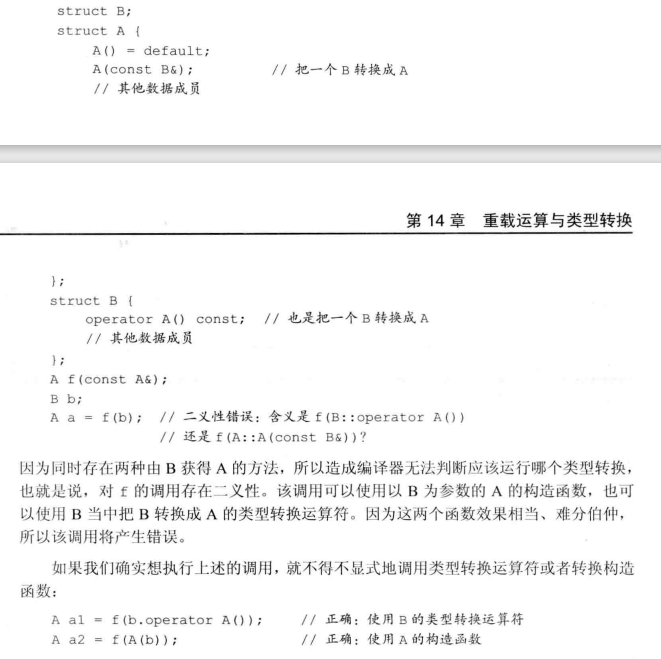 struct B;
struct A {
A() = default;
A(const B&); // 把一个 B 转换成 A
// 其他数据成员
第 14 章 重载运算与类型转换
};
struct B {
operator A() const; // 也是把一个 B 转换成 A
// 其他数据成员
};
A f(const A&);
B b;
A a = f(b); // 二义性错误：含义是 f(B::operator A())
// 还是 f(A::A(const B&))?
因为同时存在两种由 B 获得 A 的方法，所以造成编译器无法判断应该运行哪个类型转换，
也就是说，对 f 的调用存在二义性。该调用可以使用以 B 为参数的 A 的构造函数，也可
以使用 B 当中把 B 转换成 A 的类型转换运算符。因为这两个函数效果相当、难分伯仲，
所以该调用将产生错误。
如果我们确实想执行上述的调用，就不得不显式地调用类型转换运算符或者转换构造
函数：
A a1 = f(b.operator A()); // 正确：使用 B 的类型转换运算符
A a2 = f(A(b)); // 正确：使用 A 的构造函数